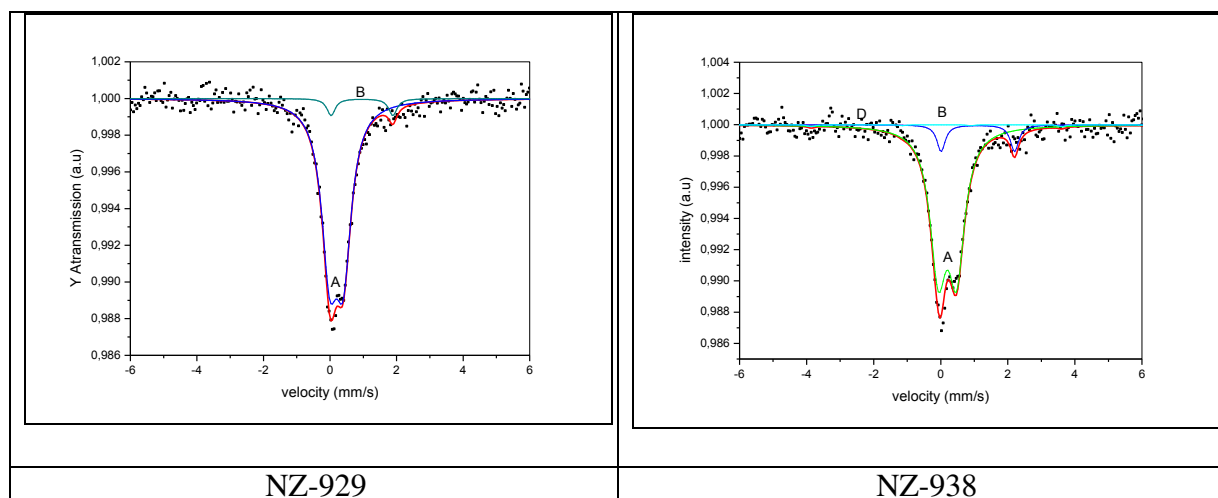 1,002
1,000
0,998
0,996
0,994
0,992
0,990
0,988
0,986
Y Atransmission (a.u)
B
A
-6 -4 -2 0 2 4 6
velocity (mm/s)
1,004
1,002
1,000
0,998
0,996
0,994
0,992
0,990
0,988
0,986
intensity (a.u)
D
B
A
-6 -4 -2 0 2 4 6
velocity (mm/s)
NZ-929
NZ-938